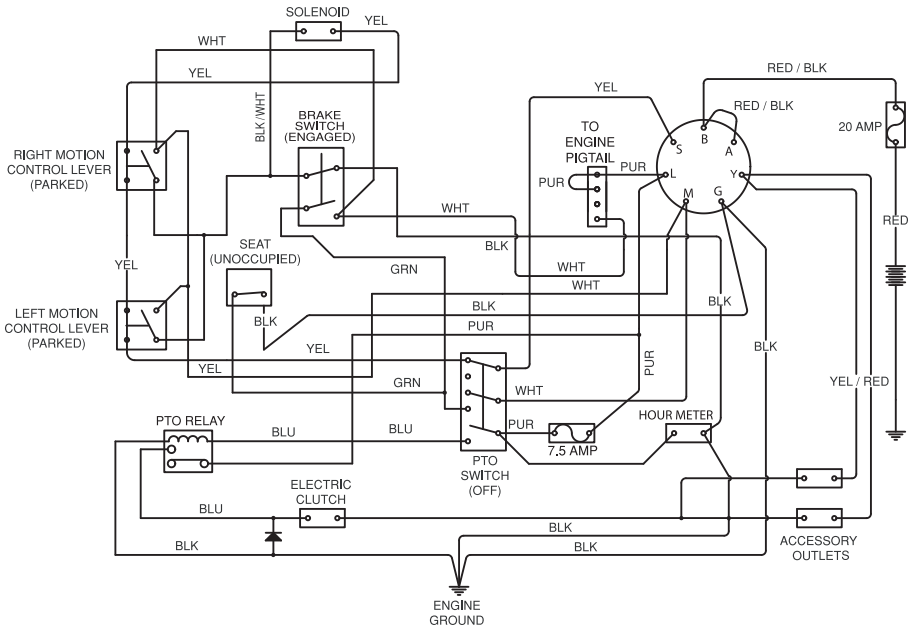 SOLENOID
YEL
WHT
RED / BLK
YEL
YEL
BLK / WHT
BRAKE
SWITCH
(ENGAGED)
TO
ENGINE
PIGTAIL
RED / BLK
B
A
S
20 AMP
RIGHT MOTION
CONTROL LEVER
(PARKED)
PUR
PUR
L
Y
M
G
WHT
RED
SEAT
(UNOCCUPIED)
BLK
YEL
GRN
WHT
WHT
LEFT MOTION
CONTROL LEVER
(PARKED)
BLK
BLK
BLK
PUR
YEL
BLK
PUR
YEL
GRN
WHT
YEL / RED
PTO RELAY
BLU
BLU
PUR
HOUR METER
7.5 AMP
PTO
SWITCH
(OFF)
ELECTRIC
CLUTCH
BLU
BLK
BLK
BLK
ACCESSORY
OUTLETS
ENGINE
GROUND